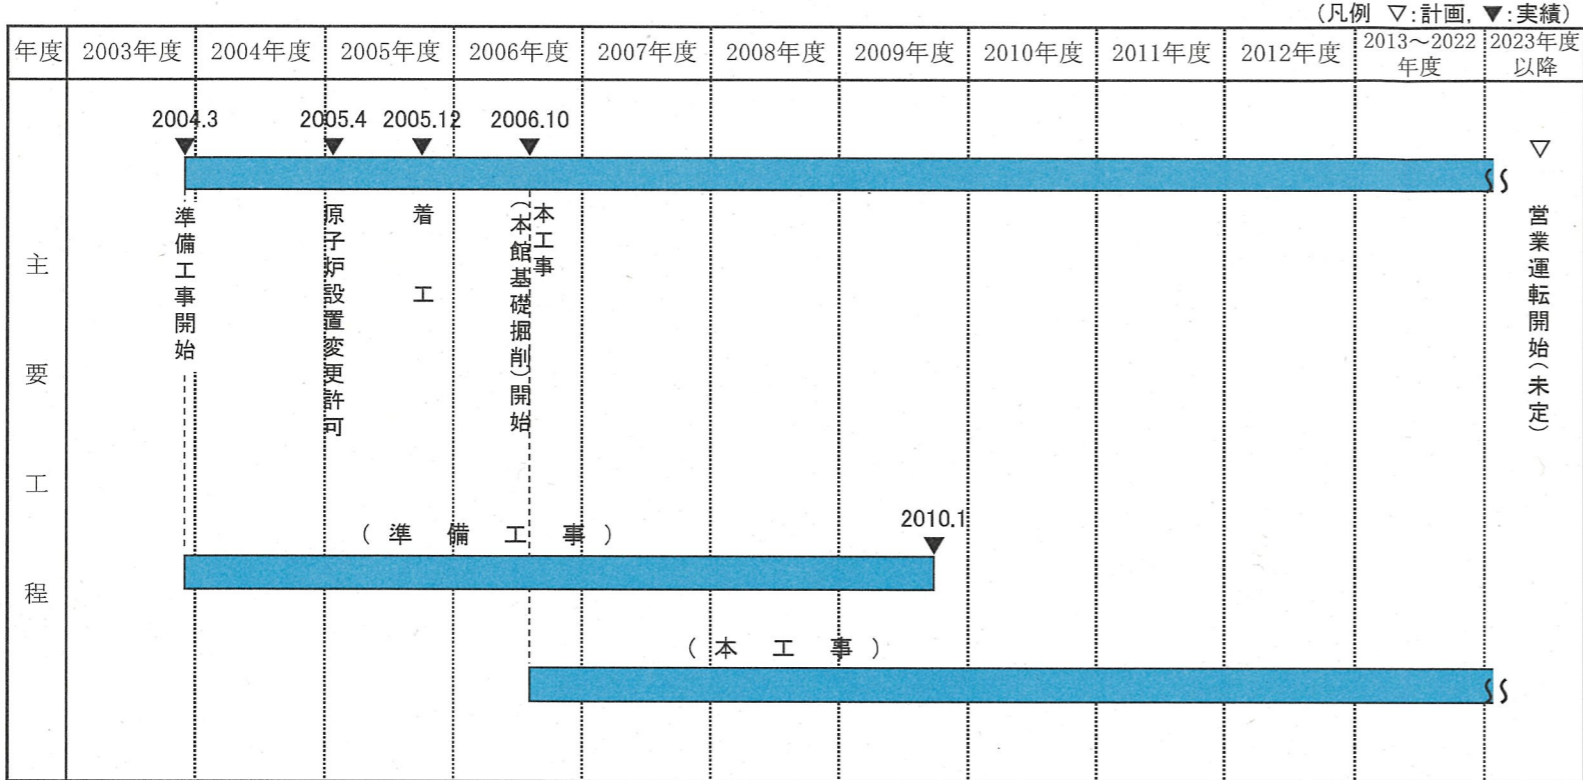 (凡例 ▽:計画, ▼:実績)
年度 2003年度 2004年度 2005年度 2006年度 2007年度 2008年度 2009年度 2010年度 2011年度 2012年度 2013～2022年度 2023年度以降
2004.3 2005.4 2005.12 2006.10 ▽
準備工事開始
原子炉設置変更許可
着工
本工事
(本館基礎掘削)開始
営業運転開始(未定)
主要工程
(準備工事)
2010.1
(本工事)